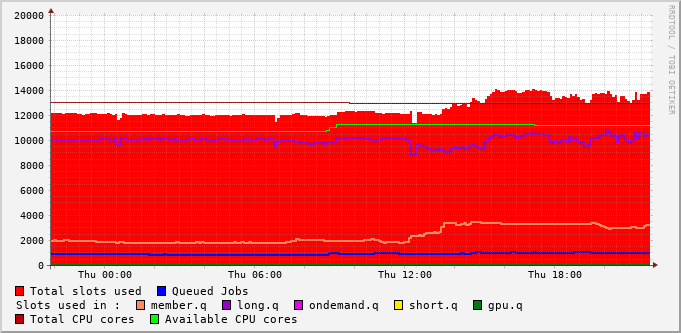 20000
18000
16000
14000
12000
10000
8000
6000
4000
2000
0
Thu 00:00 Thu 06:00 Thu 12:00 Thu 18:00
RRDTOOL / TOBI OETIKER
Total slots used Queued Jobs
Slots used in : member.q long.q ondemand.q short.q gpu.q
Total CPU cores Available CPU cores